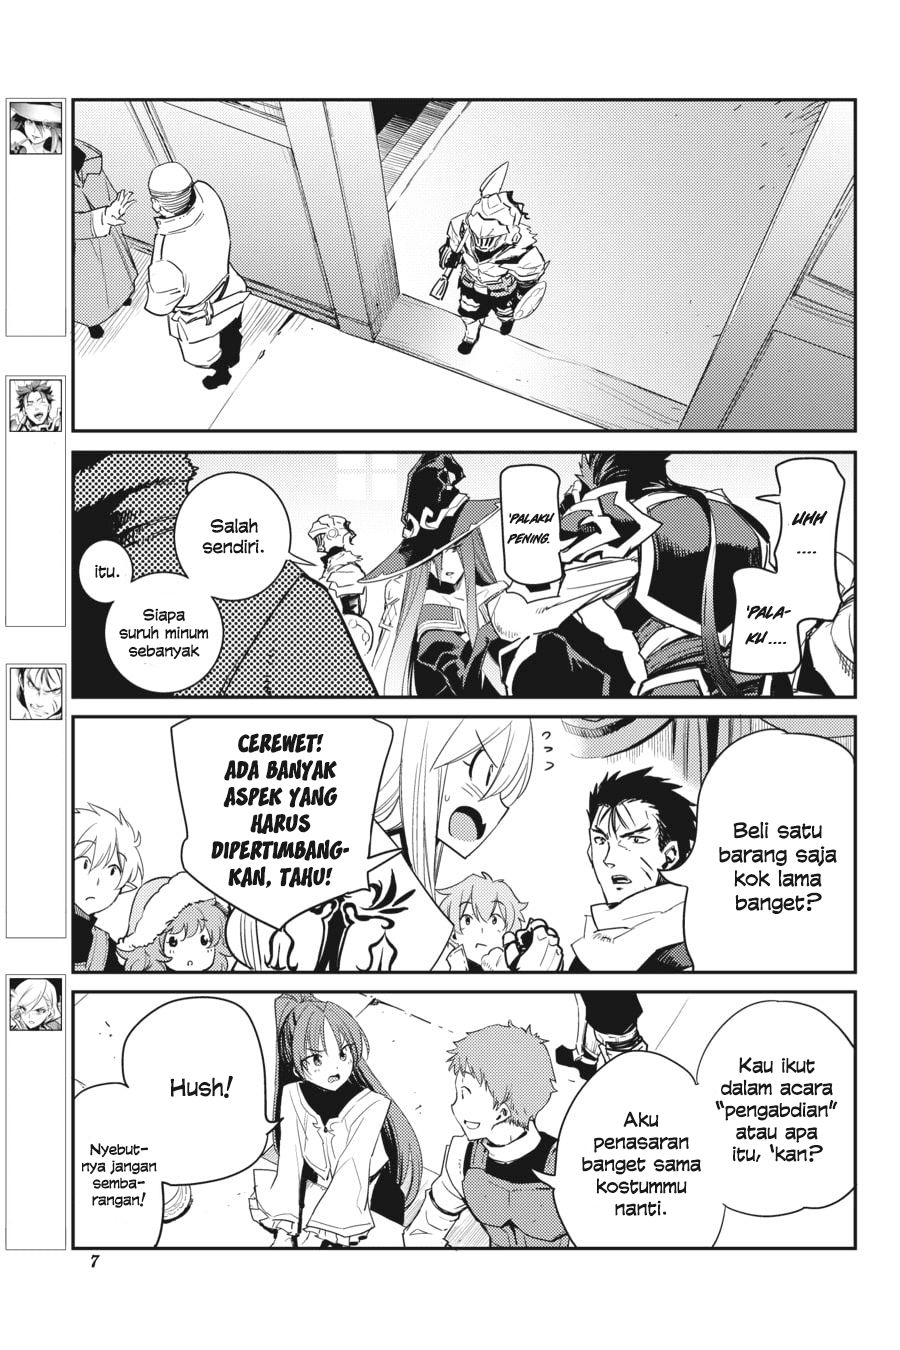 UHH
....
'PALA-
KU ....
'PALAKU
PENING.
Salah
sendiri.
Siapa
suruh minum
sebanyak
itu.
Beli satu
barang saja
kok lama
banget?
CEREWET!
ADA BANYAK
ASPEK YANG
HARUS
DIPERTIMBANG-
KAN, TAHU!
Kau ikut
dalam acara
“pengabdian”
atau apa
itu, 'kan?
Aku
penasaran
banget sama
kostummu
nanti.
Hush!
Nyebut-
nya jangan
semba-
rangan!
7